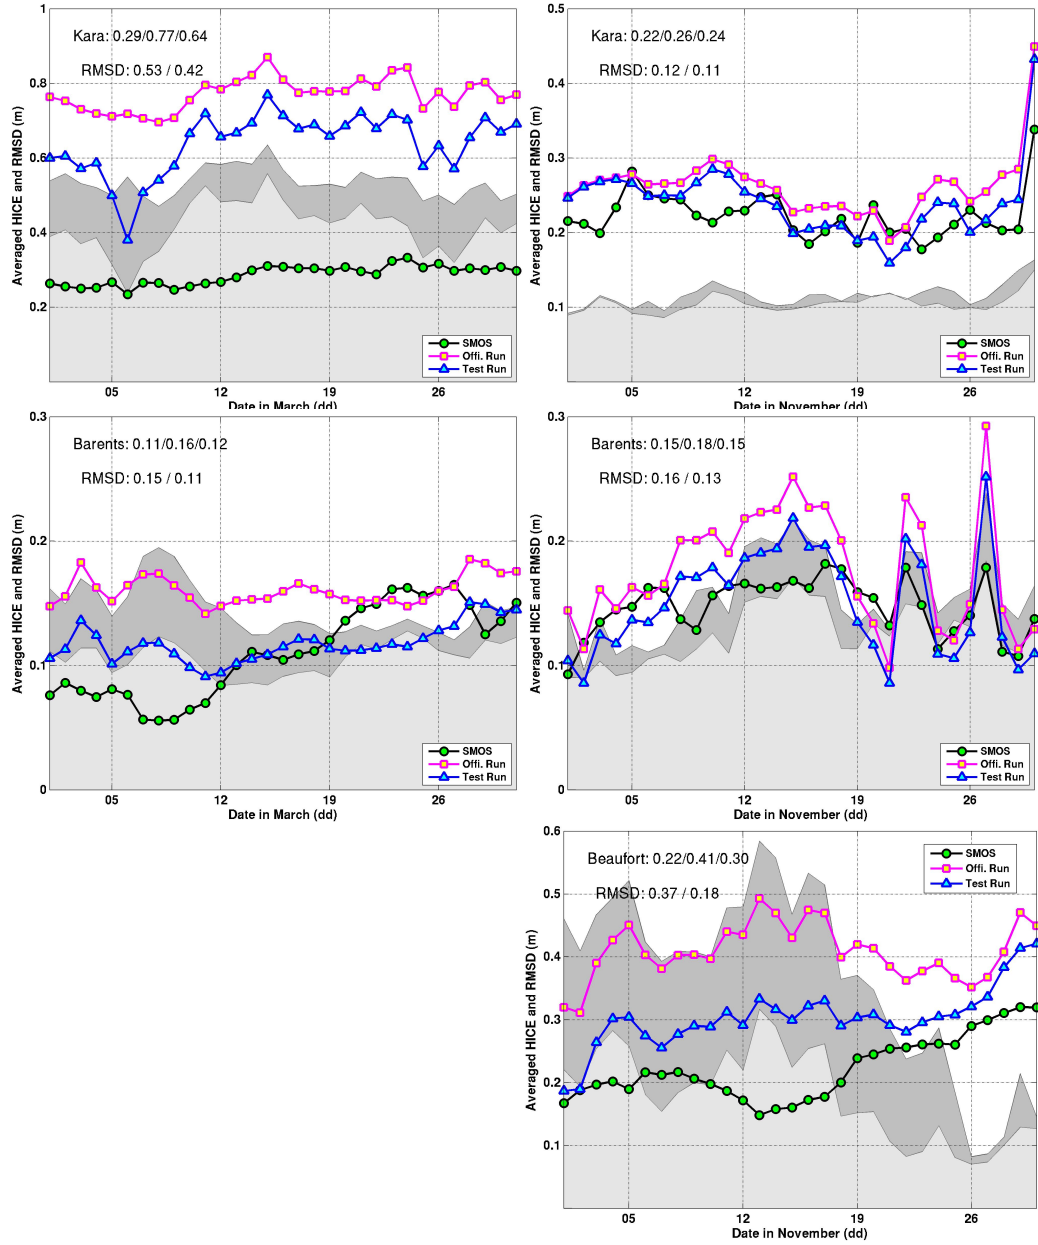 1
0.8
0.6
0.4
0.2
Averaged HICE and RMSD (m)
Kara: 0.29/0.77/0.64
RMSD: 0.53 / 0.42
SMOS
Offi. Run
Test Run
05 12 19 26
Date in March (dd)
0.5
0.4
0.3
0.2
0.1
Averaged HICE and RMSD (m)
Kara: 0.22/0.26/0.24
RMSD: 0.12 / 0.11
SMOS
Offi. Run
Test Run
05 12 19 26
Date in November (dd)
0.3
0.2
0.1
0
Averaged HICE and RMSD (m)
Barents: 0.11/0.16/0.12
RMSD: 0.15 / 0.11
SMOS
Offi. Run
Test Run
05 12 19 26
Date in March (dd)
0.3
0.2
0.1
0
Averaged HICE and RMSD (m)
Barents: 0.15/0.18/0.15
RMSD: 0.16 / 0.13
SMOS
Offi. Run
Test Run
05 12 19 26
Date in November (dd)
0.6
0.5
0.4
0.3
0.2
0.1
Averaged HICE and RMSD (m)
Beaufort: 0.22/0.41/0.30
RMSD: 0.37 / 0.18
SMOS
Offi. Run
Test Run
05 12 19 26
Date in November (dd)